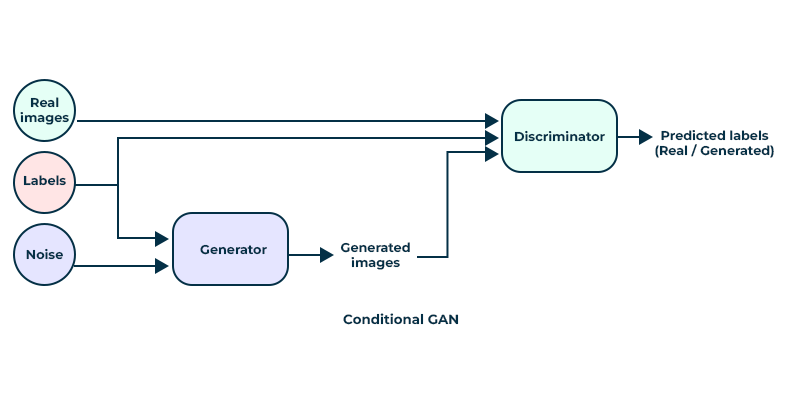 Real
images
Labels
Noise
Generator
Generated
images
Discriminator
Predicted labels
(Real / Generated)
Conditional GAN